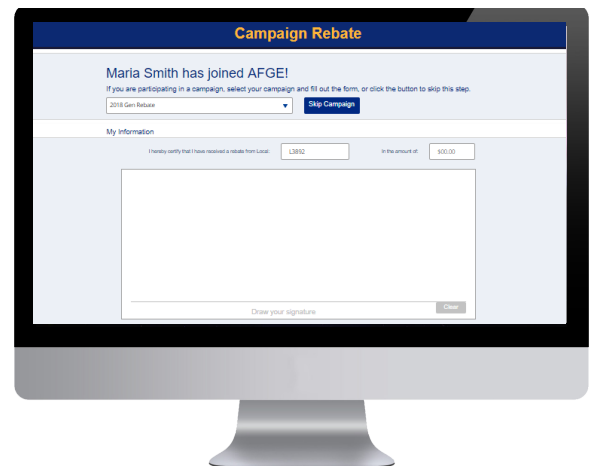 Campaign Rebate
Maria Smith has joined AFGE!
If you are participating in a campaign, select your campaign and fill out the form, or click the button to skip this step.
2018 Gen Rebate Skip Campaign
My Information
I hereby certify that I have received a rebate from Local: L3892 In the amount of: $00.00
Draw your signature Clear